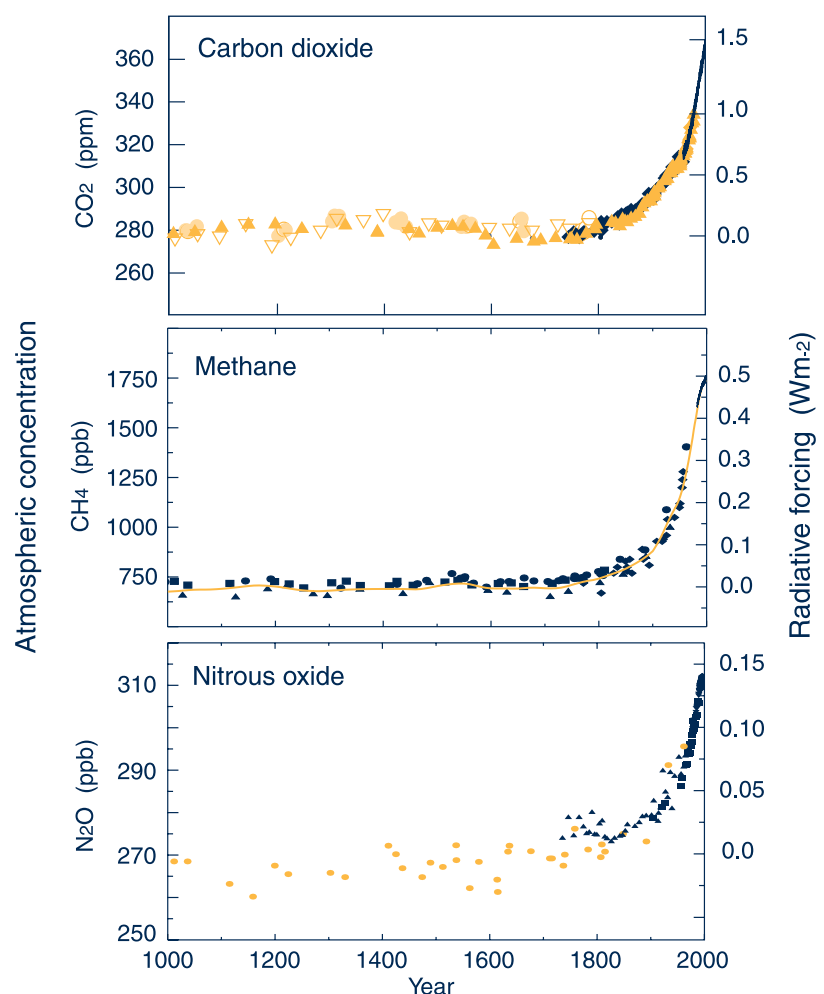 Carbon dioxide
360
340
320
300
280
260
CO2 (ppm)
1.5
1.0
0.5
0.0
Methane
1750
1500
1250
1000
750
CH4 (ppb)
0.5
0.4
0.3
0.2
0.1
0.0
Atmospheric concentration
Radiative forcing (Wm-2)
Nitrous oxide
310
290
270
250
N2O (ppb)
0.15
0.10
0.05
0.0
1000 1200 1400 1600 1800 2000
Year